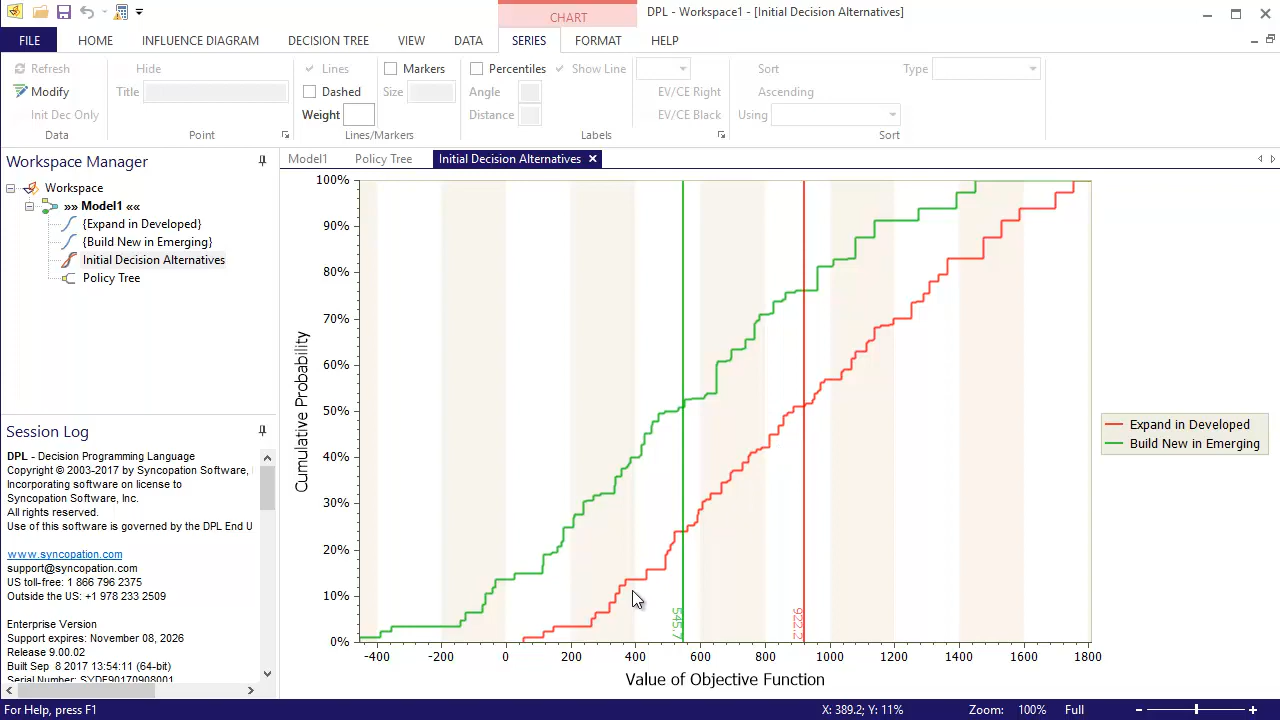 CHART
DPL - Workspace1 - [Initial Decision Alternatives]
FILE HOME INFLUENCE DIAGRAM DECISION TREE VIEW DATA SERIES FORMAT HELP
Refresh
Modify
Init Dec Only
Data
Hide
Title
Point
Lines
Dashed
Weight
Markers
Size
Lines/Markers
Percentiles
Show Line
Angle
Distance
EV/CE Right
EV/CE Black
Labels
Sort
Ascending
Using
Type
Sort
Workspace Manager
Workspace
»» Model1 ««
{Expand in Developed}
{Build New in Emerging}
Initial Decision Alternatives
Policy Tree
Session Log
DPL - Decision Programming Language
Copyright © 2003-2017 by Syncopation Software,
Incorporating software on license to
Syncopation Software, Inc.
All rights reserved.
Use of this software is governed by the DPL End U
www.syncopation.com
support@syncopation.com
US toll-free: 1 866 796 2375
Outside the US: +1 978 233 2509
Enterprise Version
Support expires: November 08, 2026
Release 9.00.02
Built Sep 8 2017 13:54:11 (64-bit)
Serial Number: SYDE90170908001
Model1 Policy Tree Initial Decision Alternatives
100%
90%
80%
70%
60%
50%
40%
30%
20%
10%
0%
Cumulative Probability
545.7
922.2
-400 -200 0 200 400 600 800 1000 1200 1400 1600 1800
Value of Objective Function
Expand in Developed
Build New in Emerging
For Help, press F1
X: 389.2; Y: 11%
Zoom: 100% Full